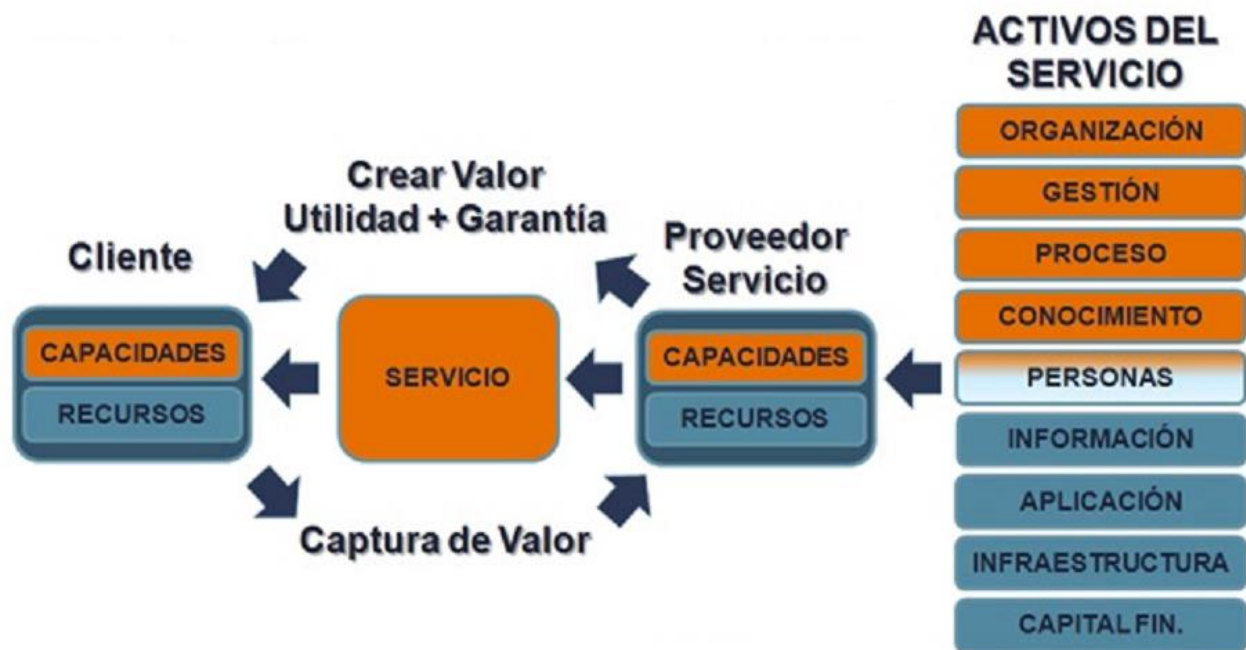 ACTIVOS DEL
SERVICIO
ORGANIZACIÓN
GESTIÓN
PROCESO
CONOCIMIENTO
PERSONAS
INFORMACIÓN
APLICACIÓN
INFRAESTRUCTURA
CAPITAL FIN.
Crear Valor
Utilidad + Garantía
Cliente
CAPACIDADES
RECURSOS
SERVICIO
Proveedor
Servicio
CAPACIDADES
RECURSOS
Captura de Valor